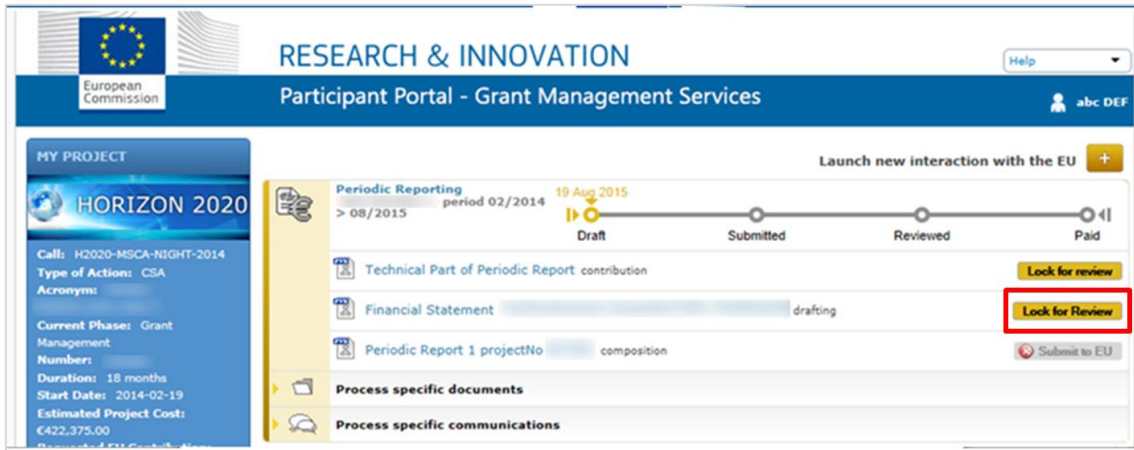 European
Commission
RESEARCH & INNOVATION
Help
Participant Portal - Grant Management Services
abc DEF
MY PROJECT
HORIZON 2020
Call: H2020-MSCA-NIGHT-2014
Type of Action: CSA
Acronym:
Current Phase: Grant
Management
Number:
Duration: 18 months
Start Date: 2014-02-19
Estimated Project Cost:
€422,375.00
Requested EU Contribution:
Launch new interaction with the EU +
Periodic Reporting
period 02/2014
> 08/2015
19 Aug 2015
Draft Submitted Reviewed Paid
Technical Part of Periodic Report contribution Lock for review
Financial Statement drafting Lock for Review
Periodic Report 1 projectNo composition Submit to EU
Process specific documents
Process specific communications